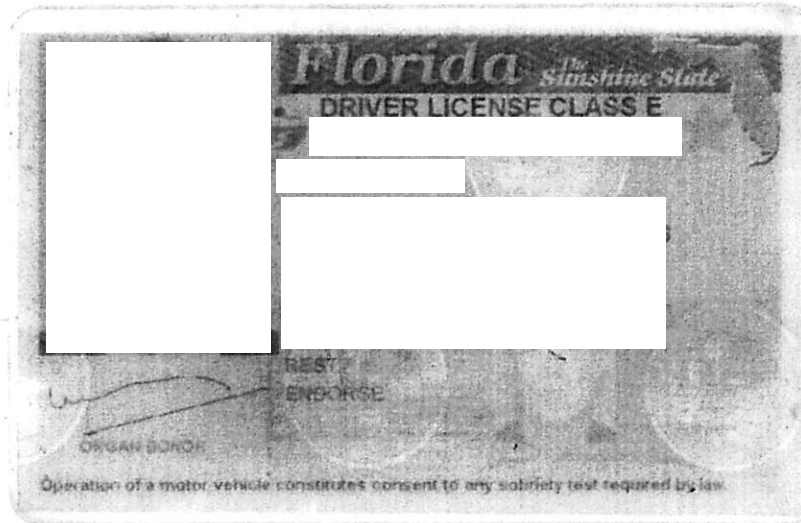 Florida The Sunshine State
DRIVER LICENSE CLASS E
REST
ENDORSE
ORGAN DONOR
Operation of a motor vehicle constitutes consent to any sobriety test required by law.